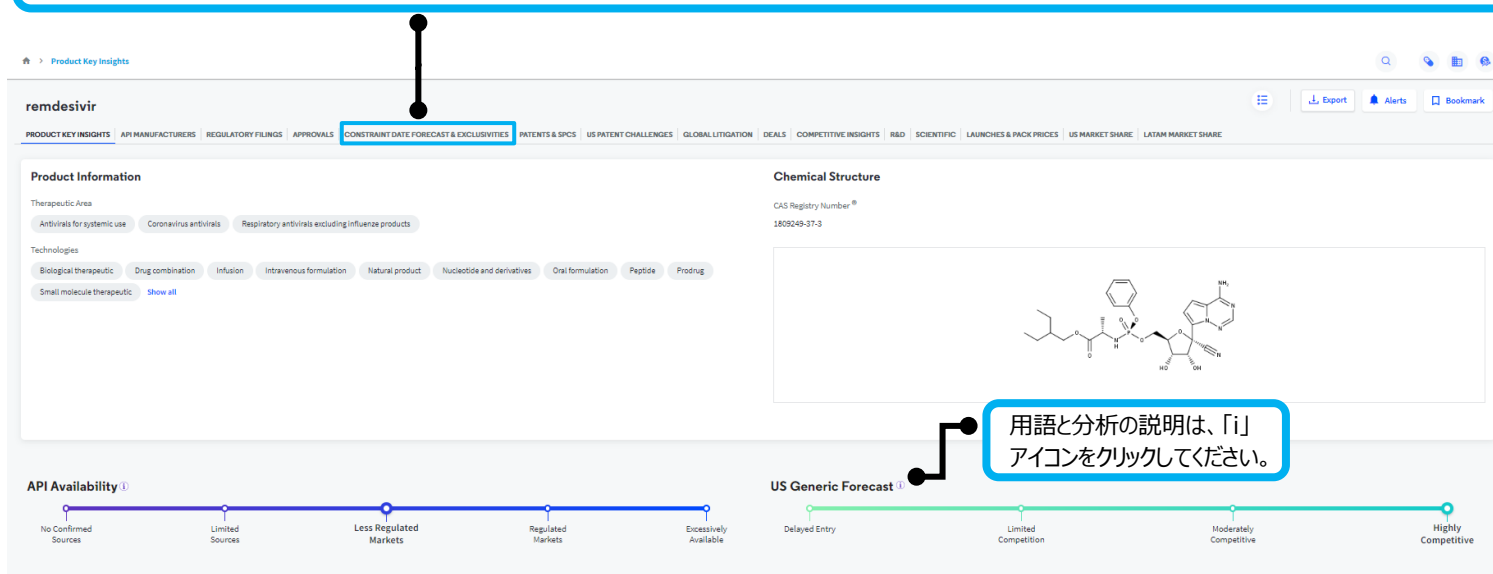 Product Key Insights
remdesivir
Export
Alerts
Bookmark
PRODUCT KEY INSIGHTS
API MANUFACTURERS
REGULATORY FILINGS
APPROVALS
CONSTRAINT DATE FORECAST & EXCLUSIVITIES
PATENTS & SPCS
US PATENT CHALLENGES
GLOBAL LITIGATION
DEALS
COMPETITIVE INSIGHTS
R&D
SCIENTIFIC
LAUNCHES & PACK PRICES
US MARKET SHARE
LATAM MARKET SHARE
Product Information
Therapeutic Area
Antivirals for systemic use
Coronavirus antivirals
Respiratory antivirals excluding influenze products
Technologies
Biological therapeutic
Drug combination
Infusion
Intravenous formulation
Natural product
Nucleotide and derivatives
Oral formulation
Peptide
Prodrug
Small molecule therapeutic
Show all
Chemical Structure
CAS Registry Number ®
1809249-37-3
NH₂
N
N
N
O
O
P
O
O
O
N
H
O
N
HO
OH
用語と分析の説明は、「i」
アイコンをクリックしてください。
API Availability i
No Confirmed
Sources
Limited
Sources
Less Regulated
Markets
Regulated
Markets
Excessively
Available
US Generic Forecast i
Delayed Entry
Limited
Competition
Moderately
Competitive
Highly
Competitive